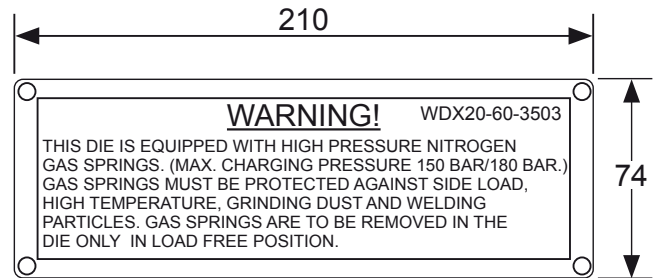 210
WARNING! WDX20-60-3503
THIS DIE IS EQUIPPED WITH HIGH PRESSURE NITROGEN
GAS SPRINGS. (MAX. CHARGING PRESSURE 150 BAR/180 BAR.)
GAS SPRINGS MUST BE PROTECTED AGAINST SIDE LOAD,
HIGH TEMPERATURE, GRINDING DUST AND WELDING
PARTICLES. GAS SPRINGS ARE TO BE REMOVED IN THE
DIE ONLY IN LOAD FREE POSITION.
74